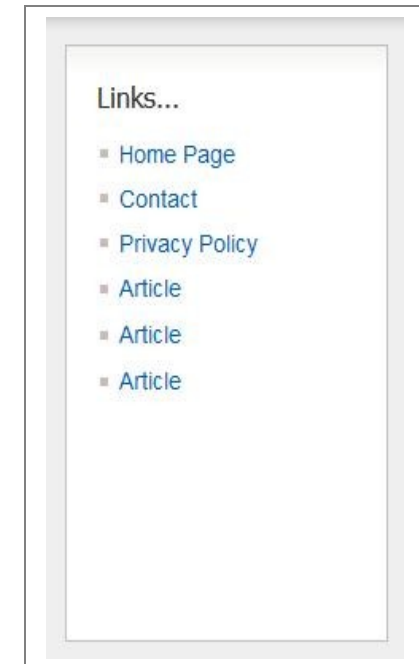 Links...
Home Page
Contact
Privacy Policy
Article
Article
Article